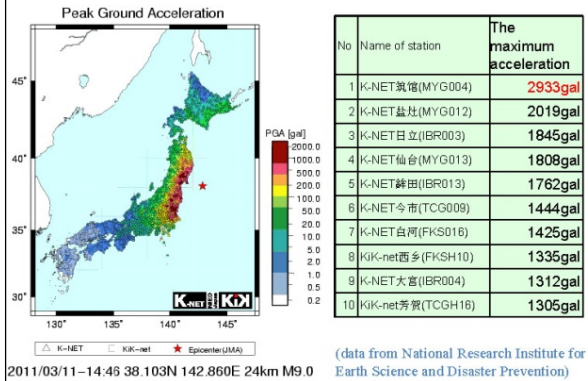 Peak Ground Acceleration
45°
40°
35°
30°
130°
135°
140°
145°
PGA [gal]
2000.0
1000.0
500.0
200.0
100.0
50.0
20.0
10.0
5.0
2.0
1.0
0.5
0.2
K-NET KiK
K-NET
KiK-net
Epicenter(JMA)
2011/03/11-14:46 38.103N 142.860E 24km M9.0
No Name of station The maximum acceleration
1 K-NET筑馆(MYG004) 2933gal
2 K-NET盐灶(MYG012) 2019gal
3 K-NET日立(IBR003) 1845gal
4 K-NET仙台(MYG013) 1808gal
5 K-NET鉾田(IBR013) 1762gal
6 K-NET今市(TCG009) 1444gal
7 K-NET白河(FKS016) 1425gal
8 KiK-net西乡(FKSH10) 1335gal
9 K-NET大宫(IBR004) 1312gal
10 KiK-net芳贺(TCGH16) 1305gal
(data from National Research Institute for
Earth Science and Disaster Prevention)